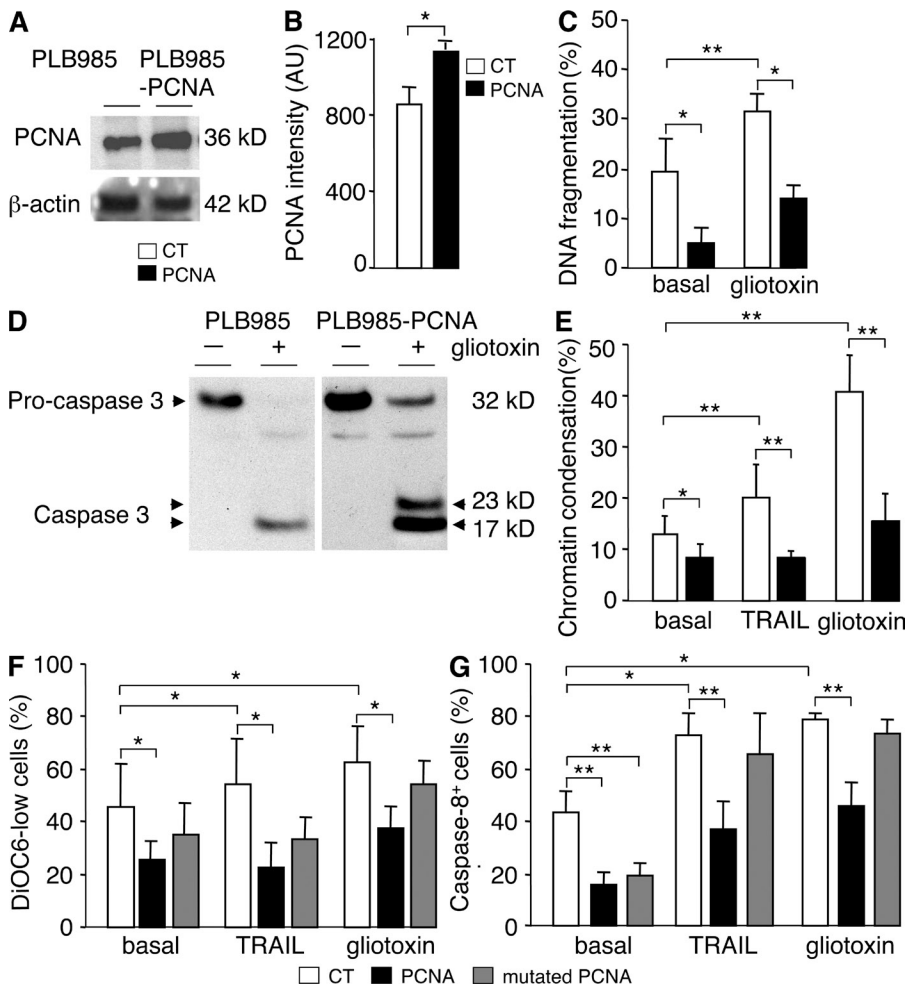 A
PLB985 PLB985
-PCNA
PCNA 36 kD
β-actin 42 kD
CT
PCNA
B
PCNA intensity (AU)
1200
800
400
0
*
CT
PCNA
C
DNA fragmentation (%)
50
40
30
20
10
0
**
*
*
basal gliotoxin
D
PLB985 PLB985-PCNA
– + – + gliotoxin
Pro-caspase 3 32 kD
Caspase 3 23 kD
17 kD
E
Chromatin condensation(%)
50
40
30
20
10
0
**
**
**
**
*
basal TRAIL gliotoxin
F
DiOC6-low cells (%)
100
80
60
40
20
0
*
*
*
*
*
basal TRAIL gliotoxin
G
Caspase-8+ cells (%)
100
80
60
40
20
0
*
*
**
**
**
**
basal TRAIL gliotoxin
CT PCNA mutated PCNA